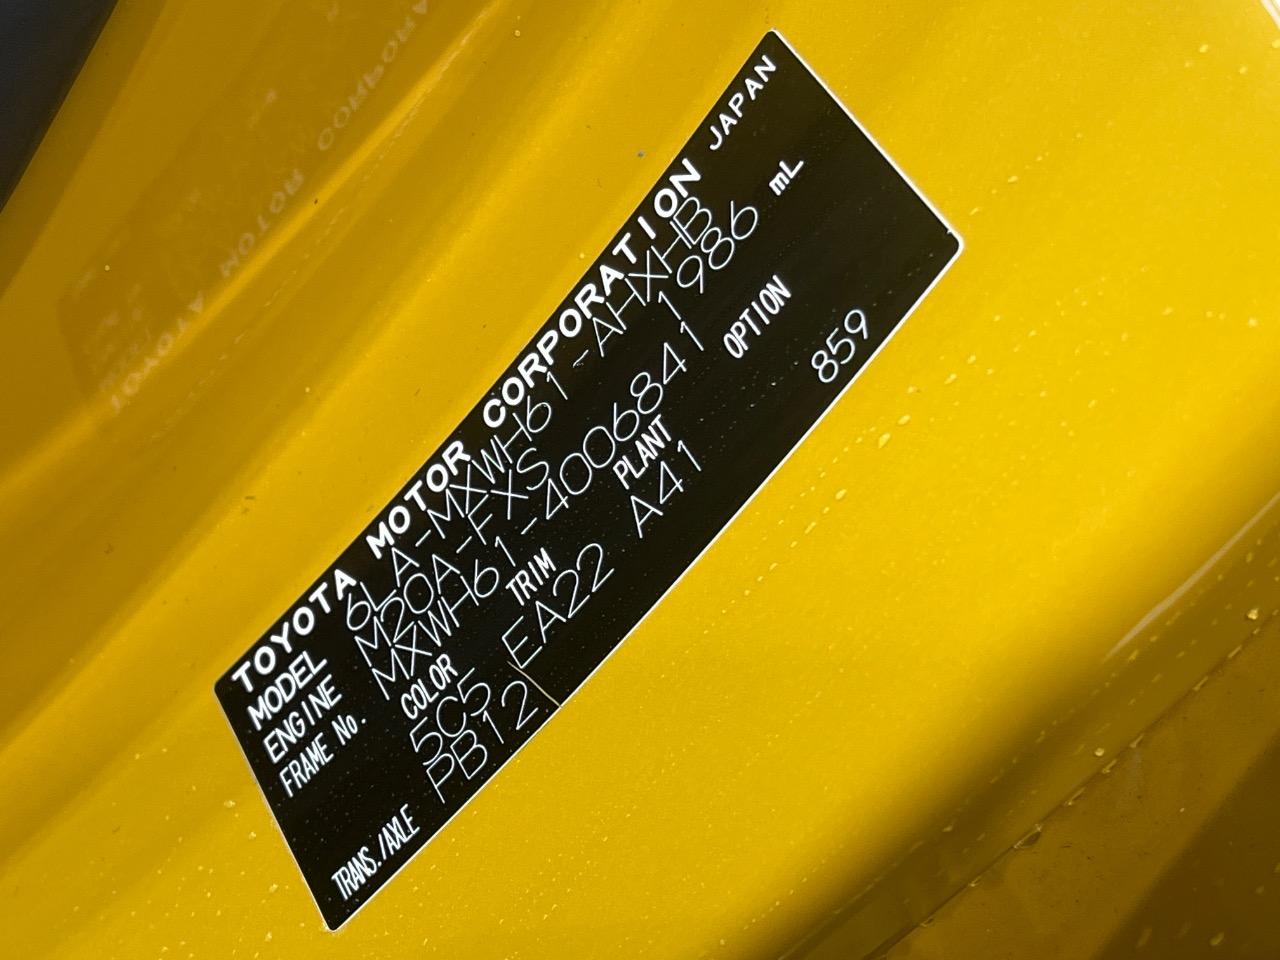 TOYOTA MOTOR CORPORATION JAPAN
MODEL 6LA-MXWH61-AHXHB
ENGINE M20A-FXS 1986 mL
FRAME No. MXWH61-4006841
COLOR TRIM PLANT OPTION
5C5 EA22 A41 859
TRANS./AXLE PB12